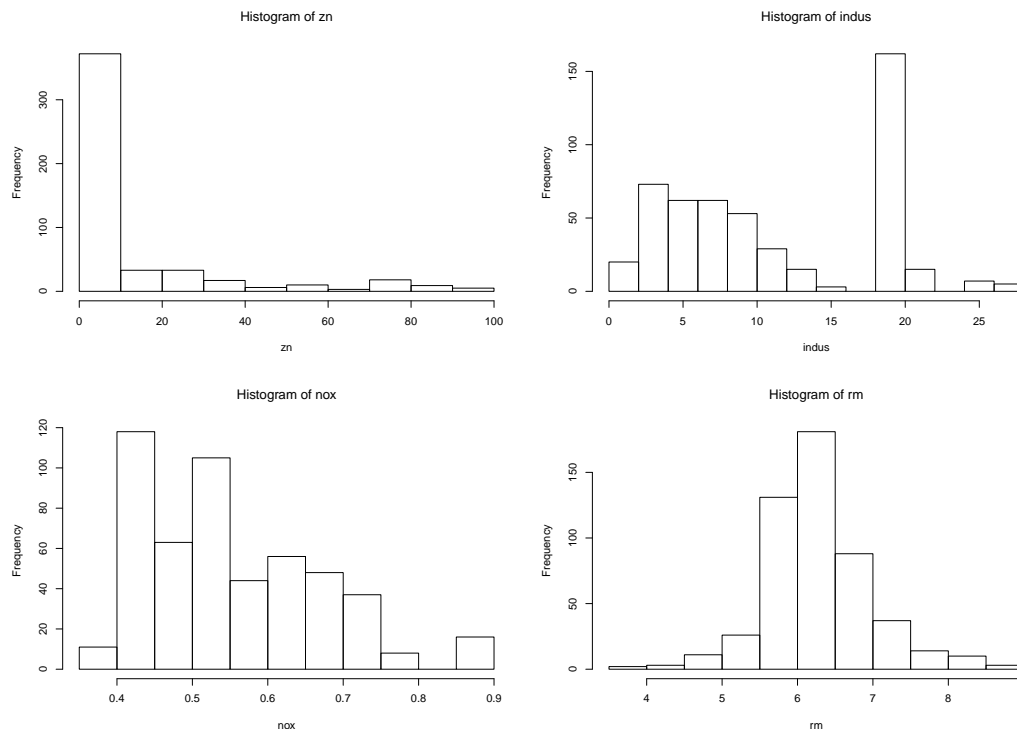 Histogram of zn
Frequency
0
100
200
300
0 20 40 60 80 100
zn
Histogram of indus
Frequency
0
50
100
150
0 5 10 15 20 25
indus
Histogram of nox
Frequency
0
20
40
60
80
100
120
0.4 0.5 0.6 0.7 0.8 0.9
nox
Histogram of rm
Frequency
0
50
100
150
4 5 6 7 8
rm